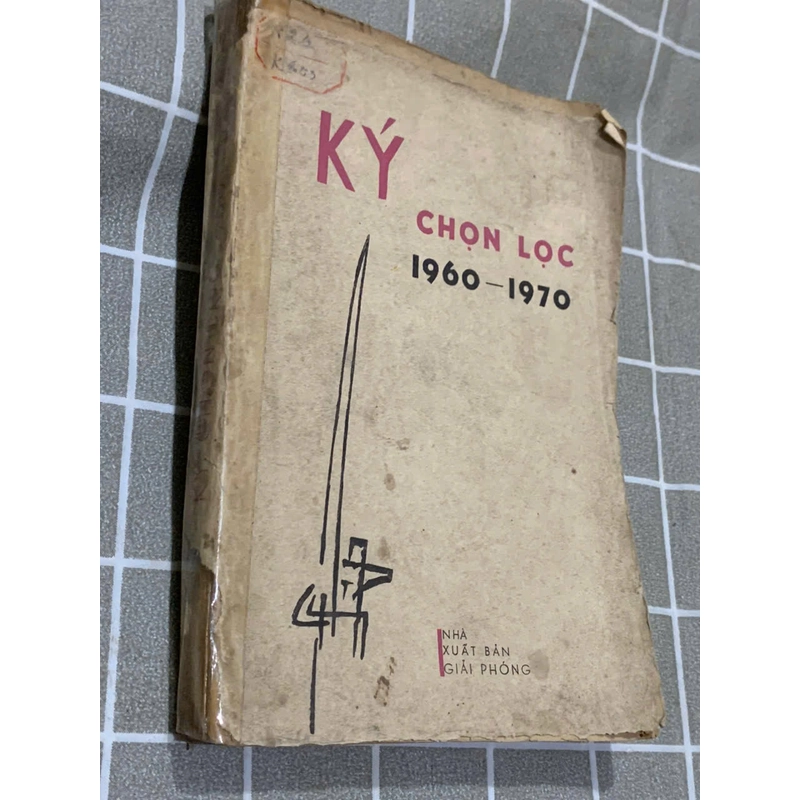 KÝ
CHỌN LỌC
1960—1970
NHÀ
XUẤT BẢN
GIẢI PHÓNG